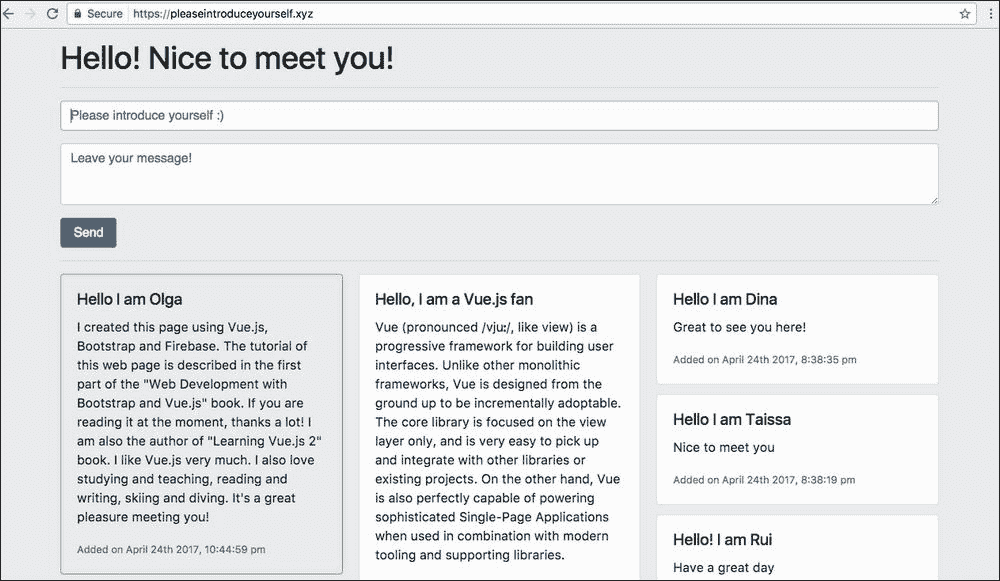 Secure
https://pleaseintroduceyourself.xyz
Hello! Nice to meet you!
Please introduce yourself :)
Leave your message!
Send
Hello I am Olga
I created this page using Vue.js,
Bootstrap and Firebase. The tutorial of
this web page is described in the first
part of the "Web Development with
Bootstrap and Vue.js" book. If you are
reading it at the moment, thanks a lot! I
am also the author of "Learning Vue.js 2"
book. I like Vue.js very much. I also love
studying and teaching, reading and
writing, skiing and diving. It's a great
pleasure meeting you!
Added on April 24th 2017, 10:44:59 pm
Hello, I am a Vue.js fan
Vue (pronounced /vjuː/, like view) is a
progressive framework for building user
interfaces. Unlike other monolithic
frameworks, Vue is designed from the
ground up to be incrementally adoptable.
The core library is focused on the view
layer only, and is very easy to pick up
and integrate with other libraries or
existing projects. On the other hand, Vue
is also perfectly capable of powering
sophisticated Single-Page Applications
when used in combination with modern
tooling and supporting libraries.
Hello I am Dina
Great to see you here!
Added on April 24th 2017, 8:38:35 pm
Hello I am Taissa
Nice to meet you
Added on April 24th 2017, 8:38:19 pm
Hello! I am Rui
Have a great day